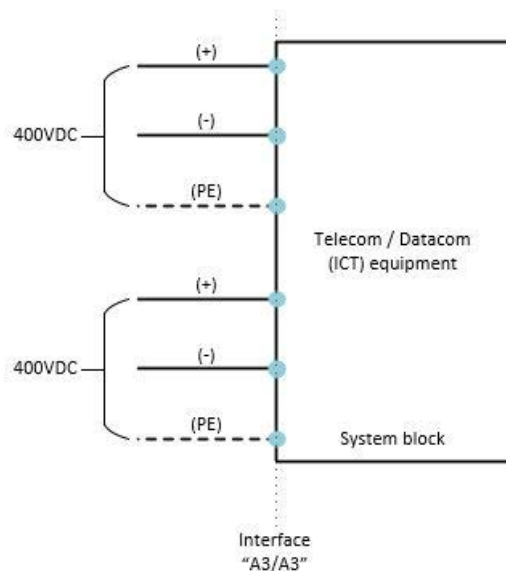 (+)
400VDC
(-)
(PE)
Telecom / Datacom
(ICT) equipment
(+)
400VDC
(-)
(PE)
System block
Interface
“A3/A3”